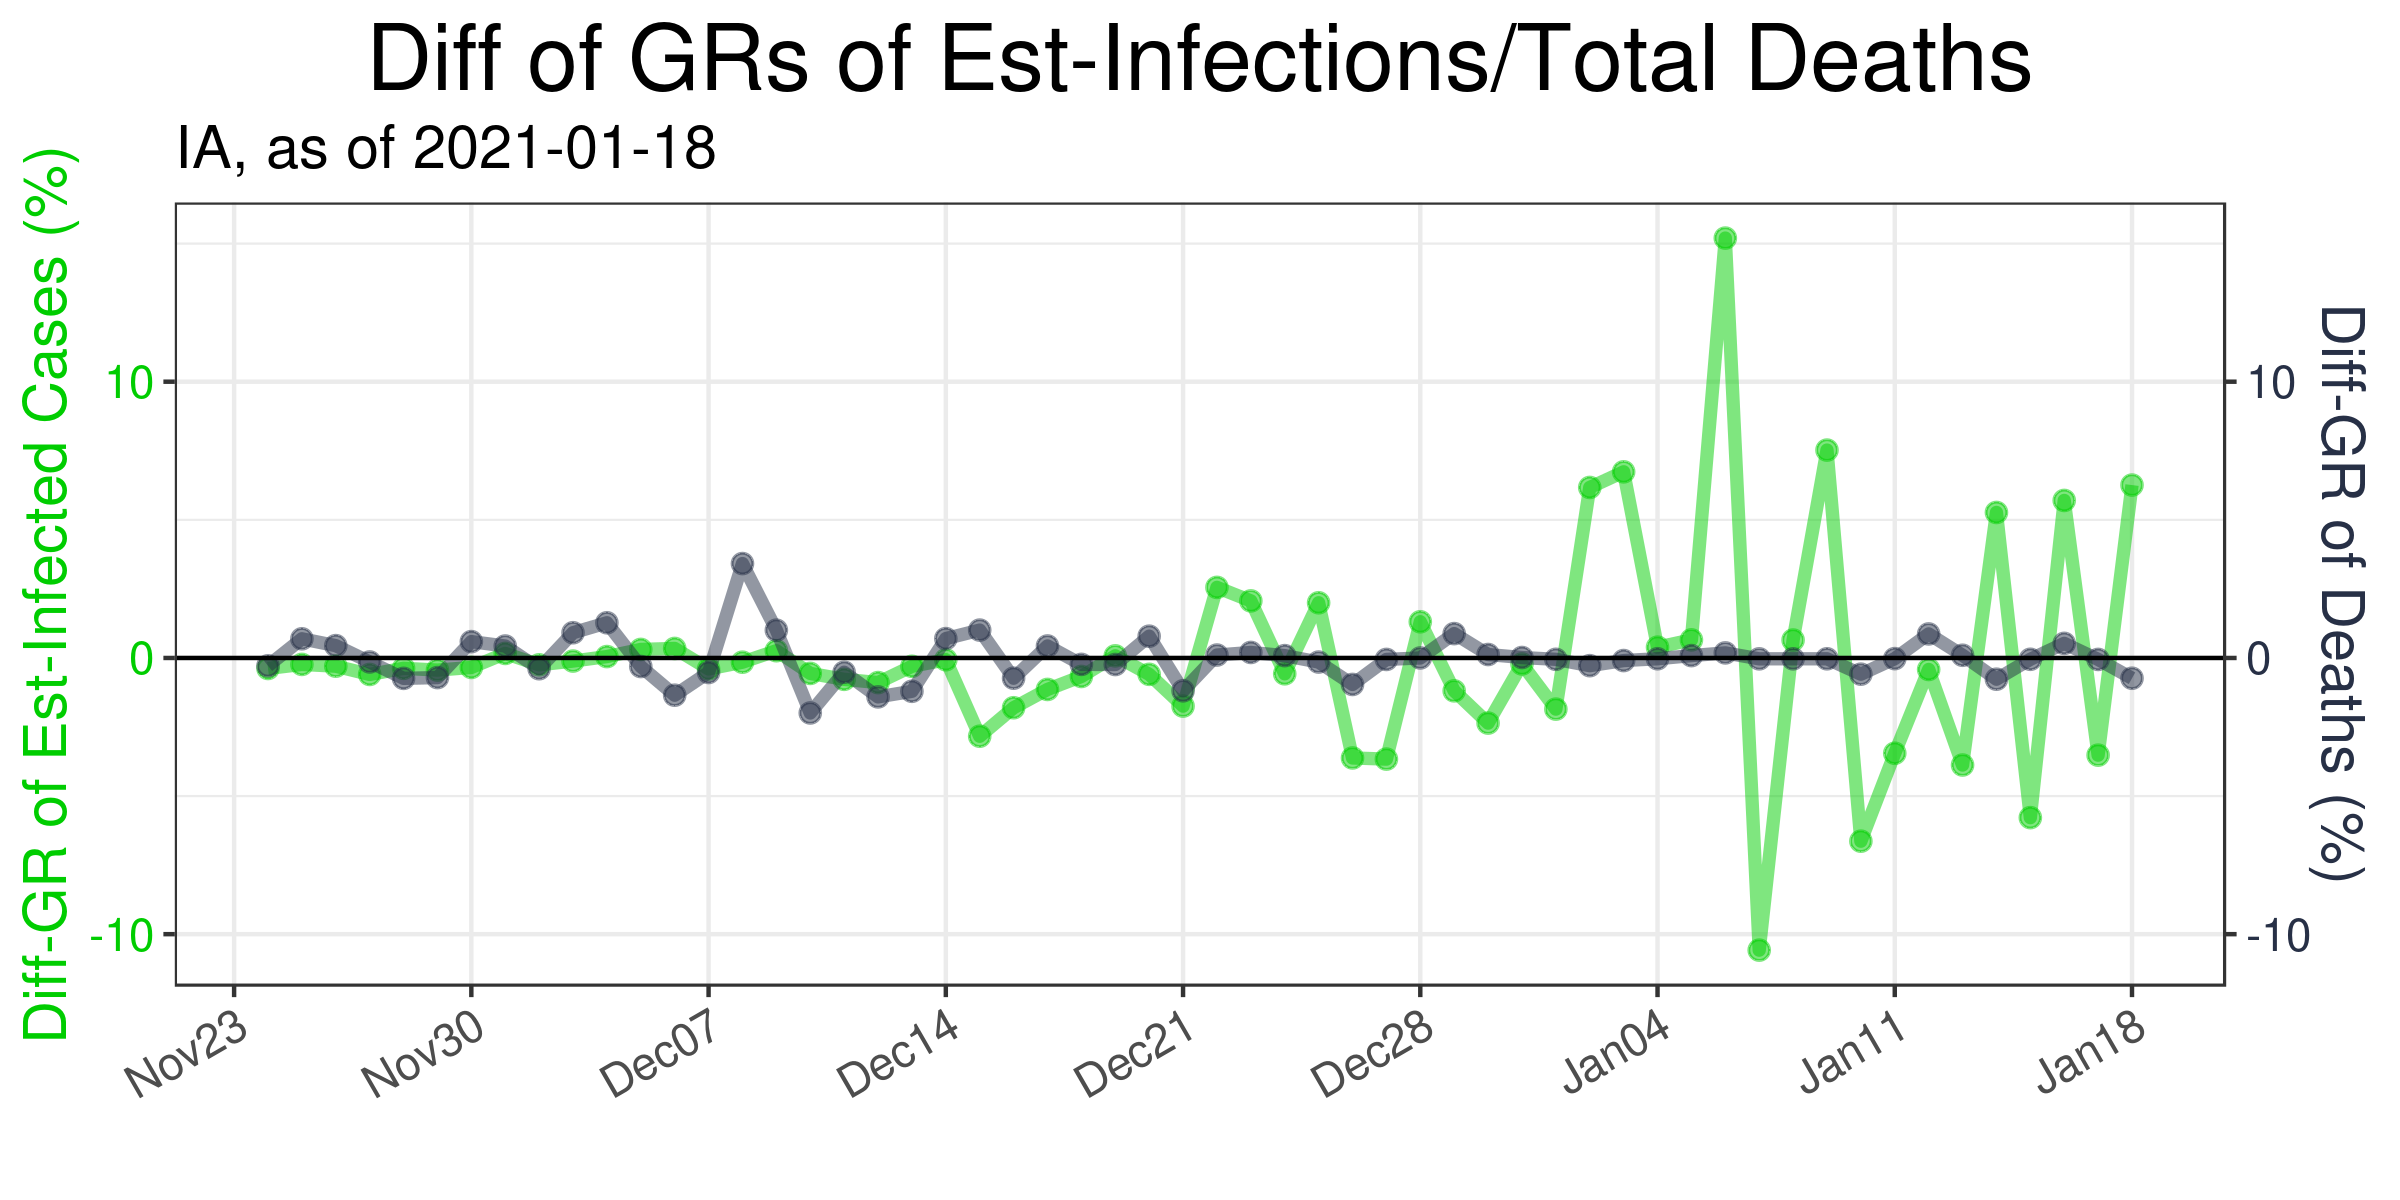 Diff of GRs of Est-Infections/Total Deaths
IA, as of 2021-01-18
Diff-GR of Est-Infected Cases (%)
10
0
-10
Diff-GR of Deaths (%)
10
0
-10
Nov23
Nov30
Dec07
Dec14
Dec21
Dec28
Jan04
Jan11
Jan18